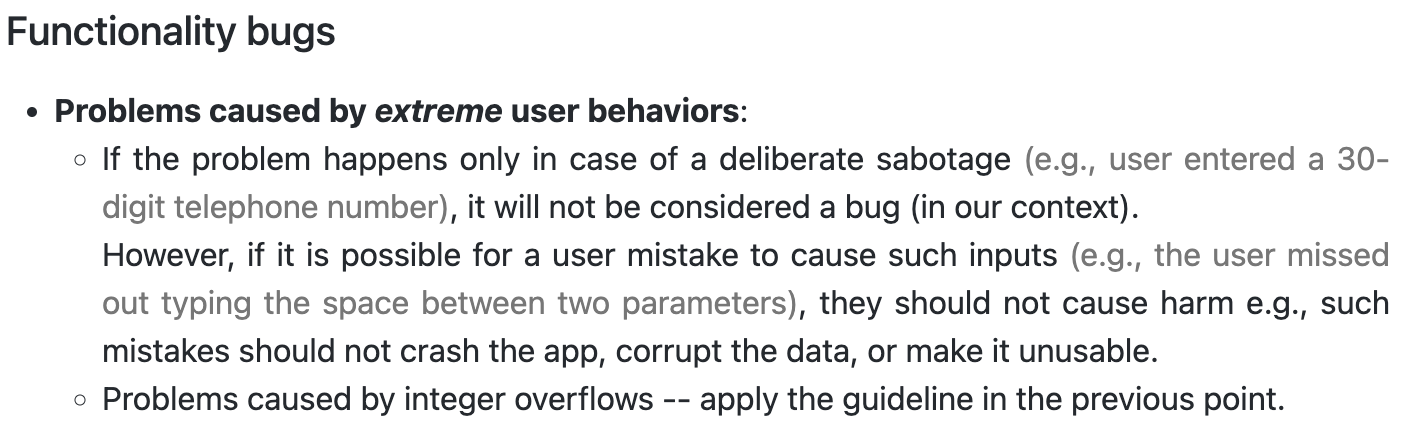 Functionality bugs
• Problems caused by extreme user behaviors:
◦ If the problem happens only in case of a deliberate sabotage (e.g., user entered a 30-
digit telephone number), it will not be considered a bug (in our context).
However, if it is possible for a user mistake to cause such inputs (e.g., the user missed
out typing the space between two parameters), they should not cause harm e.g., such
mistakes should not crash the app, corrupt the data, or make it unusable.
◦ Problems caused by integer overflows -- apply the guideline in the previous point.